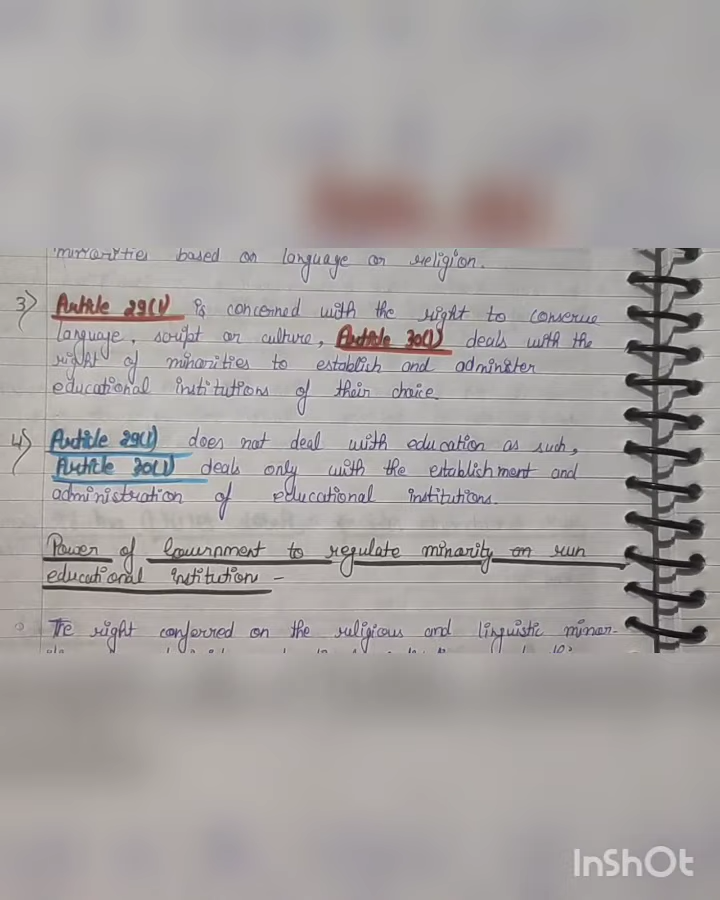 minorities based on language or religion.
3) Article 29(1) is concerned with the right to conserve
language, script or culture, Article 30(1) deals with the
right of minorities to establish and administer
educational institutions of their choice.
4) Article 29(1) does not deal with education as such,
Article 30(1) deals only with the establishment and
administration of educational institutions.
Power of Government to regulate minority on run
educational institution -
The right conferred on the religious and linguistic minor-
InShOt